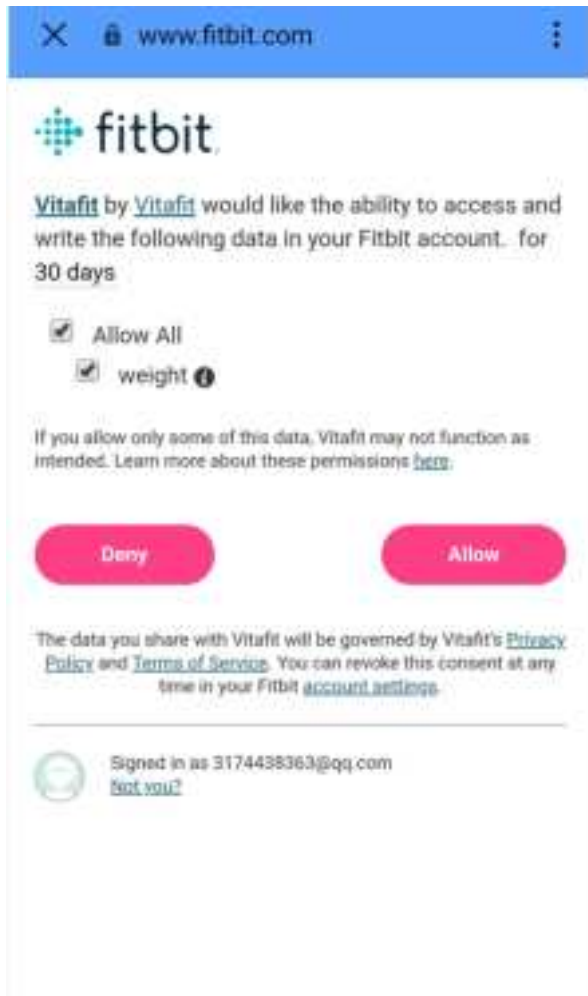 www.fitbit.com
fitbit
Vitafit by Vitafit would like the ability to access and
write the following data in your Fitbit account. for
30 days
Allow All
weight
If you allow only some of this data, Vitafit may not function as
intended. Learn more about these permissions here.
Deny
Allow
The data you share with Vitafit will be governed by Vitafit's Privacy
Policy and Terms of Service. You can revoke this consent at any
time in your Fitbit account settings.
Signed in as 3174438363@qq.com
Not you?